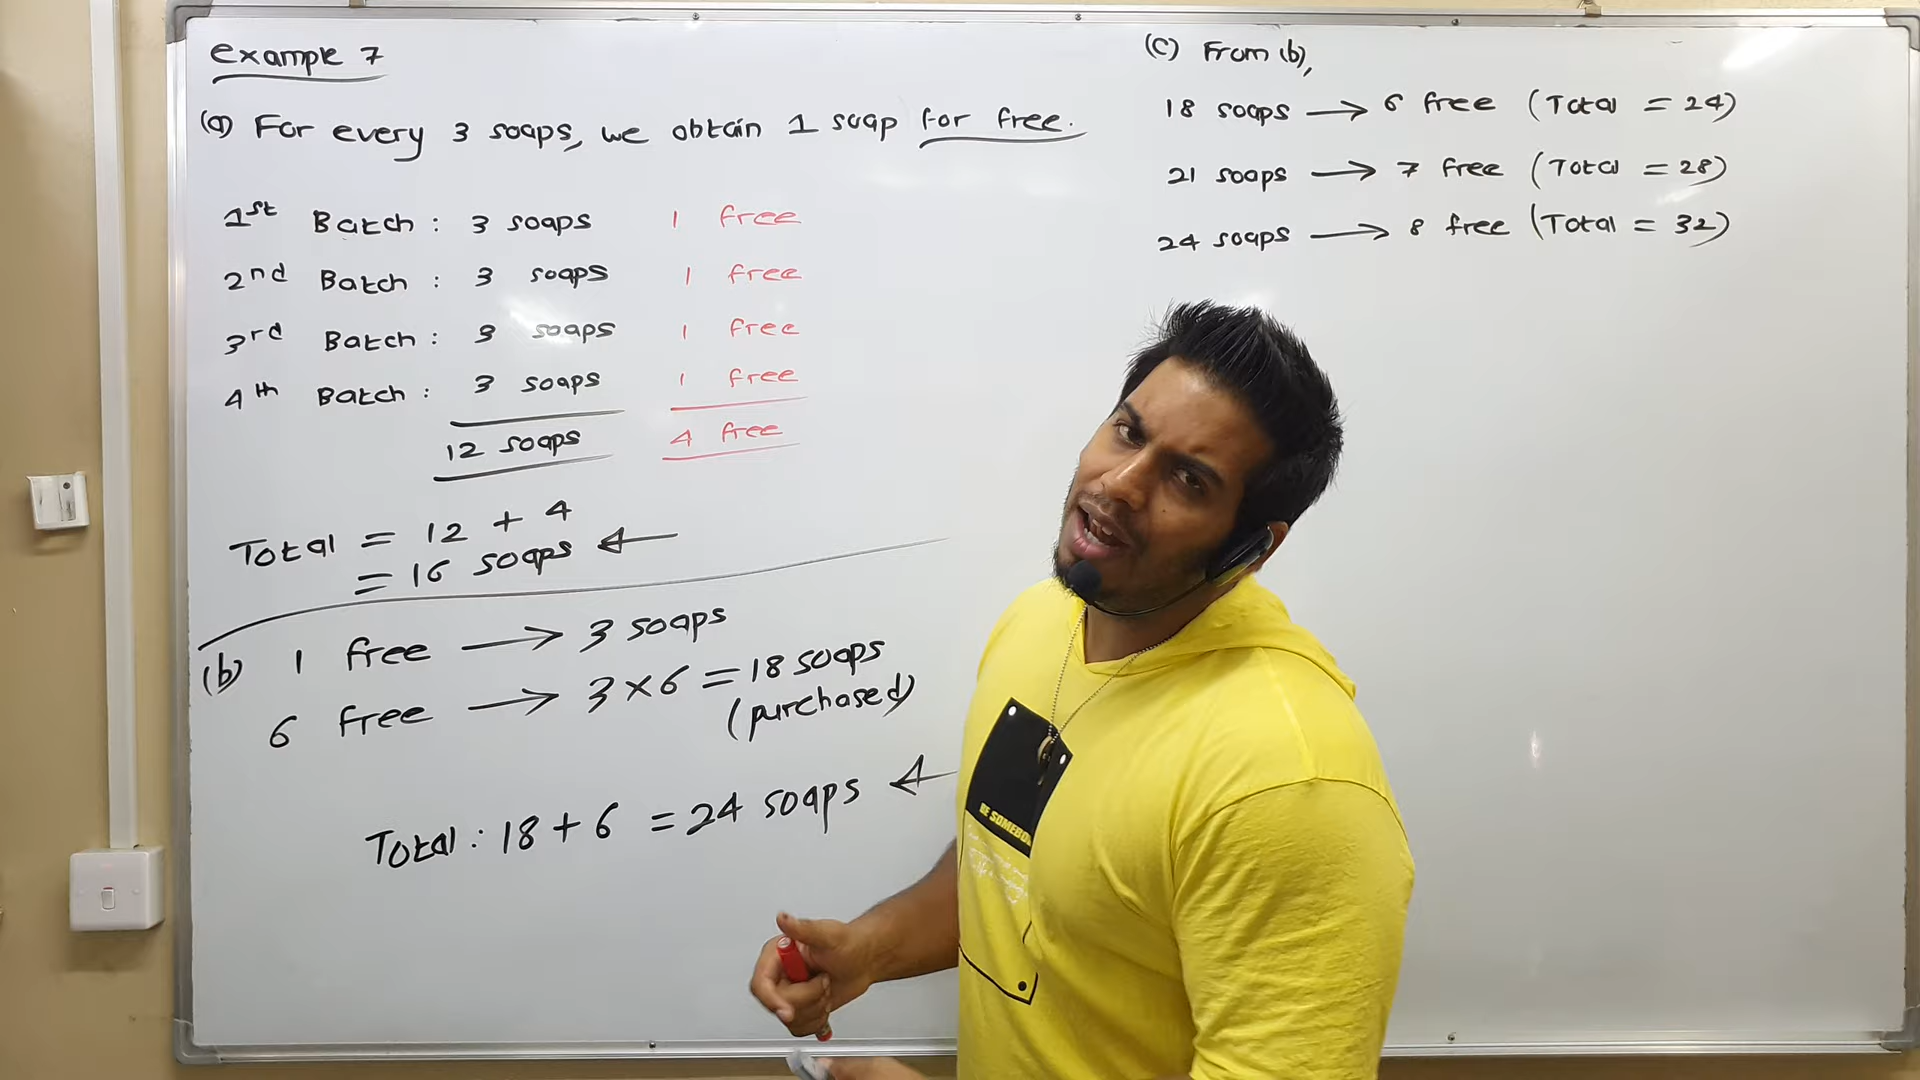 Example 7
(a) For every 3 soaps, we obtain 1 soap for free.
1st Batch : 3 soaps 1 free
2nd Batch : 3 soaps 1 free
3rd Batch : 3 soaps 1 free
4th Batch : 3 soaps 1 free
12 soaps 4 free
Total = 12 + 4
= 16 soaps ←
(b) 1 free → 3 soaps
6 free → 3 × 6 = 18 soaps
(purchased)
Total : 18 + 6 = 24 soaps ←
(c) From (b),
18 soaps → 6 free (Total = 24)
21 soaps → 7 free (Total = 28)
24 soaps → 8 free (Total = 32)
BE SOMEBO